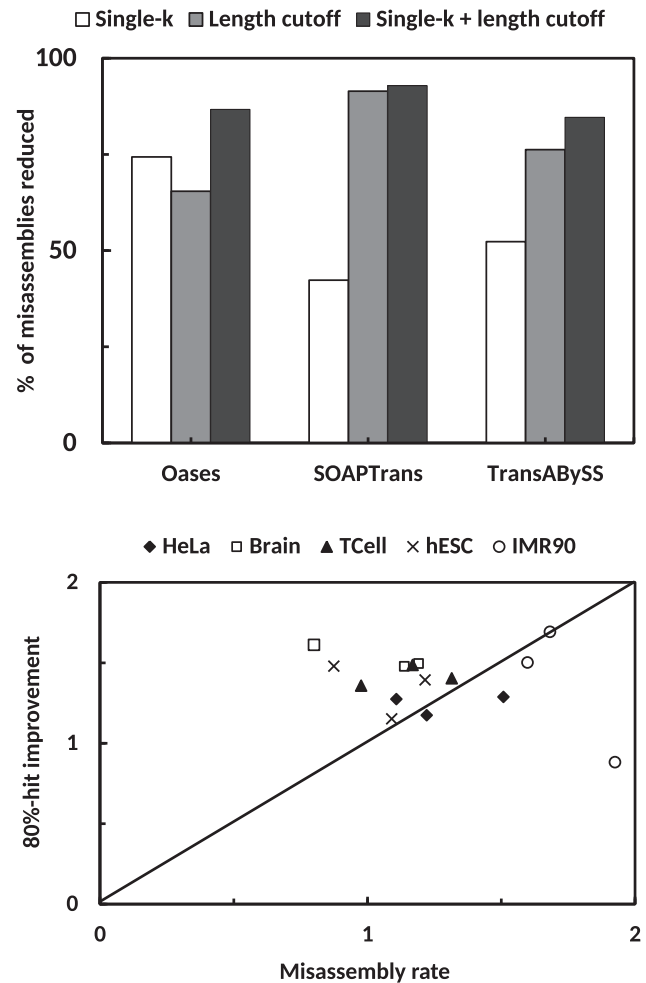 Single-k Length cutoff Single-k + length cutoff
100
50
0
% of misassemblies reduced
Oases SOAPTrans TransABySS
HeLa Brain TCell hESC IMR90
2
1
0
80%-hit improvement
0 1 2
Misassembly rate